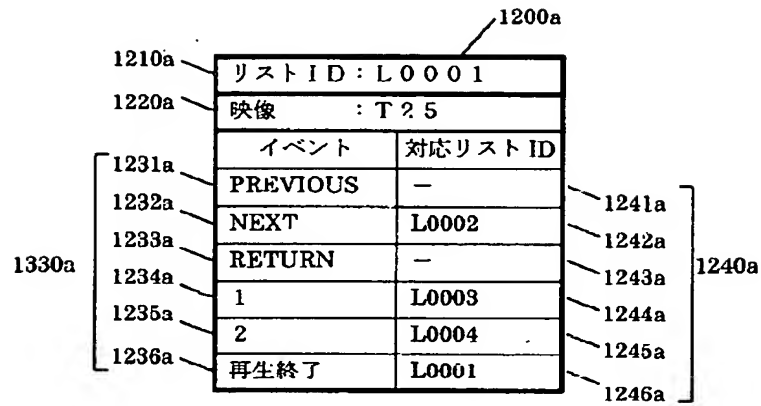 1200a
1210a リストID:L0001
1220a 映像 :T25
イベント 対応リストID
1231a PREVIOUS − 1241a
1232a NEXT L0002 1242a
1233a RETURN − 1243a
1330a 1234a 1 L0003 1244a 1240a
1235a 2 L0004 1245a
1236a 再生終了 L0001 1246a